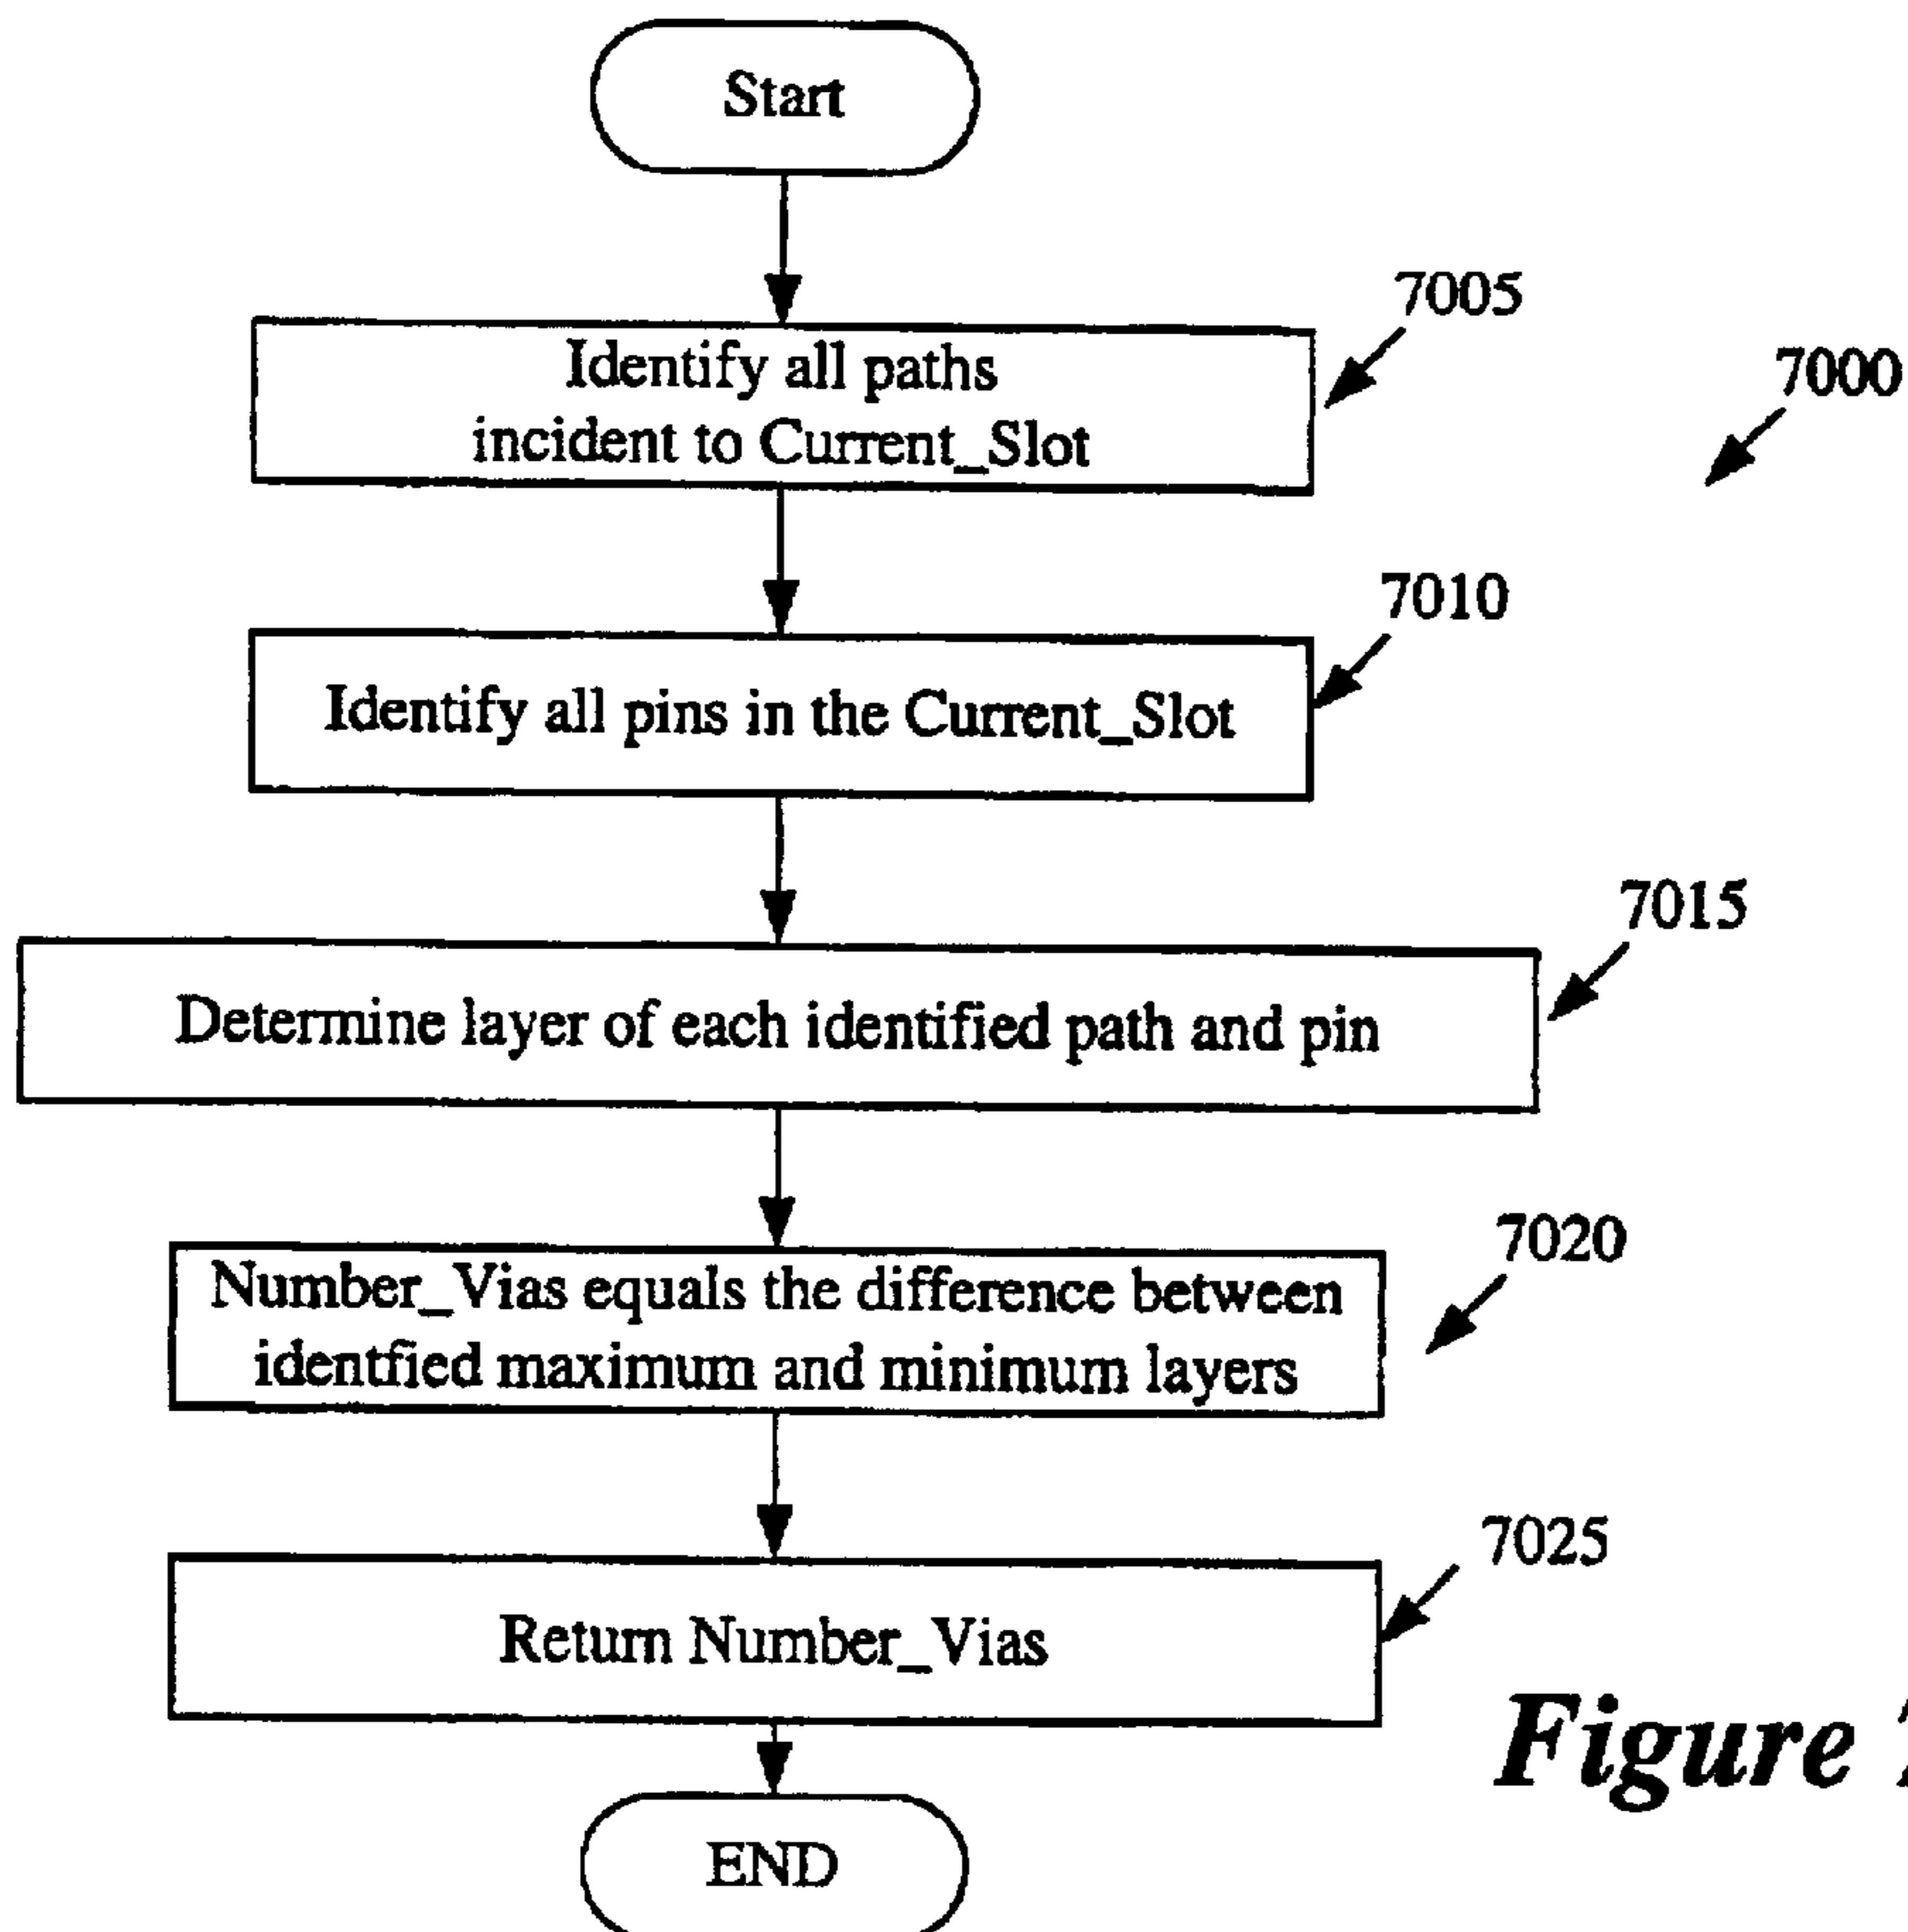 Start
7005
Identify all paths
incident to Current_Slot
7000
7010
Identify all pins in the Current_Slot
7015
Determine layer of each identified path and pin
7020
Number_Vias equals the difference between
identfied maximum and minimum layers
7025
Return Number_Vias
Figure
END